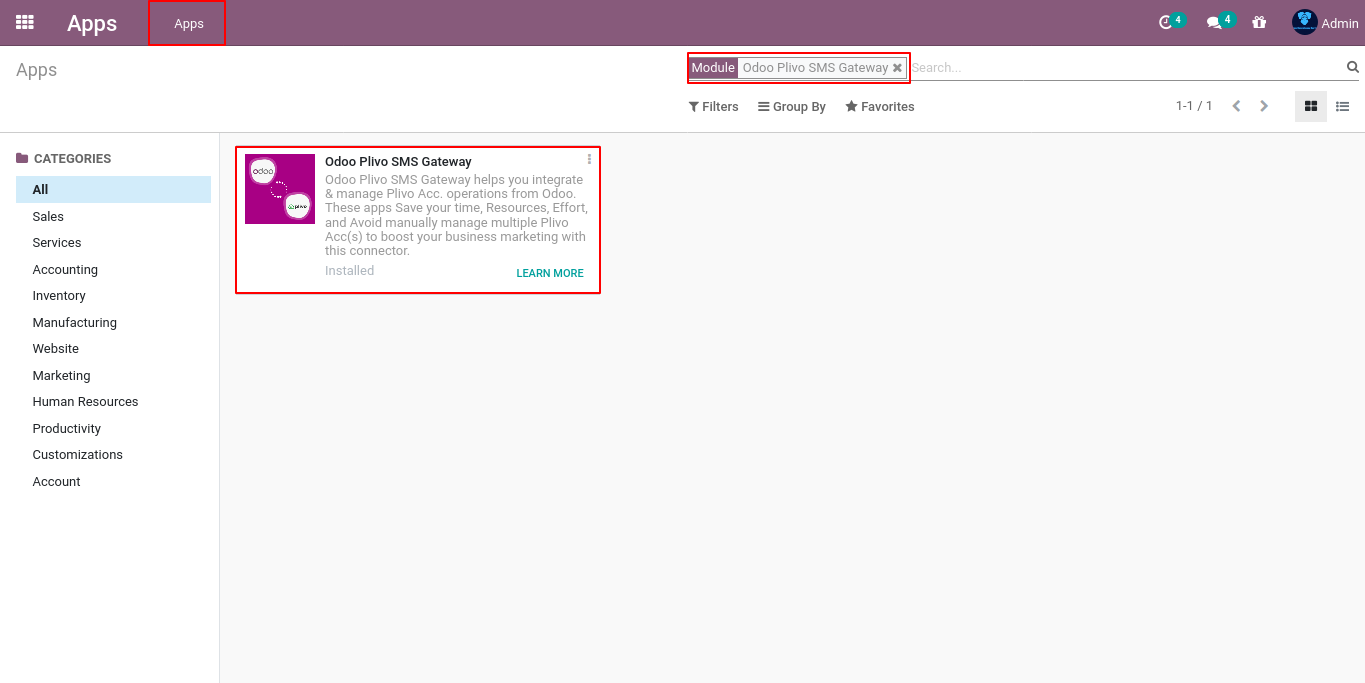 Apps
Apps
4
4
Admin
Apps
Module Odoo Plivo SMS Gateway Search...
Filters Group By Favorites
1-1 / 1
CATEGORIES
All
Sales
Services
Accounting
Inventory
Manufacturing
Website
Marketing
Human Resources
Productivity
Customizations
Account
odoo
plivo
Odoo Plivo SMS Gateway
Odoo Plivo SMS Gateway helps you integrate
& manage Plivo Acc. operations from Odoo.
These apps Save your time, Resources, Effort,
and Avoid manually manage multiple Plivo
Acc(s) to boost your business marketing with
this connector.
Installed
LEARN MORE